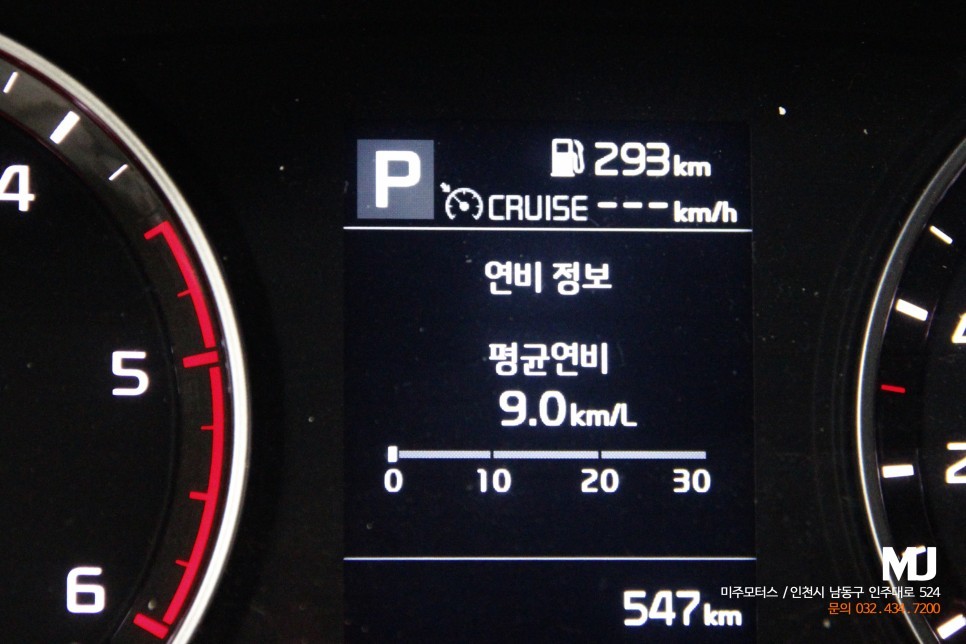 4
5
6
P
293km
CRUISE ---km/h
연비 정보
평균연비
9.0km/L
0 10 20 30
547km
2
MJ
미주모터스 / 인천시 남동구 인주대로 524
문의 032.434.7200